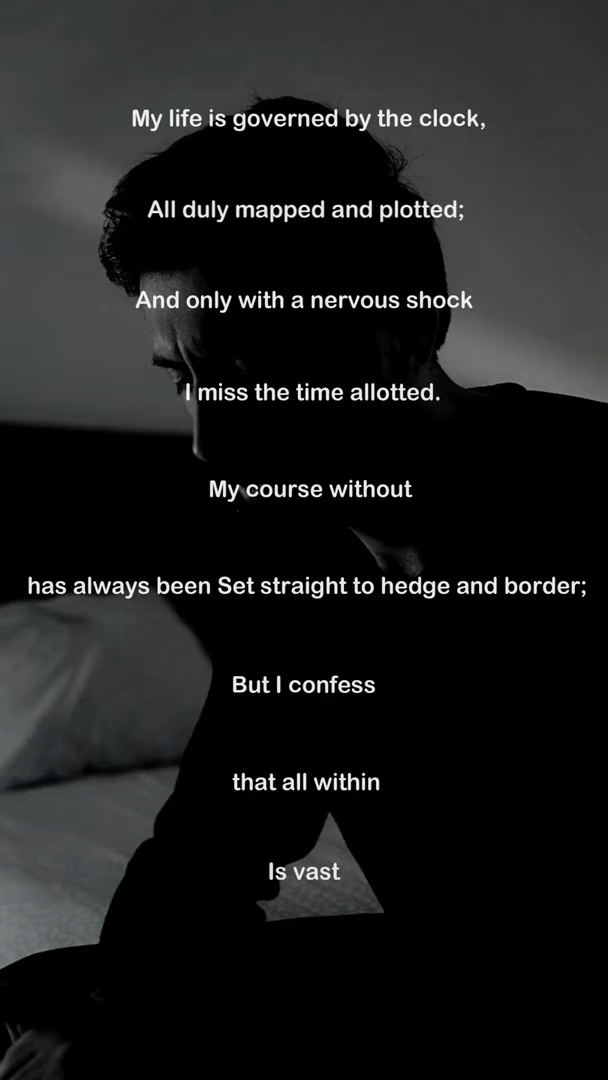 My life is governed by the clock,
All duly mapped and plotted;
And only with a nervous shock
I miss the time allotted.
My course without
has always been Set straight to hedge and border;
But I confess
that all within
Is vast